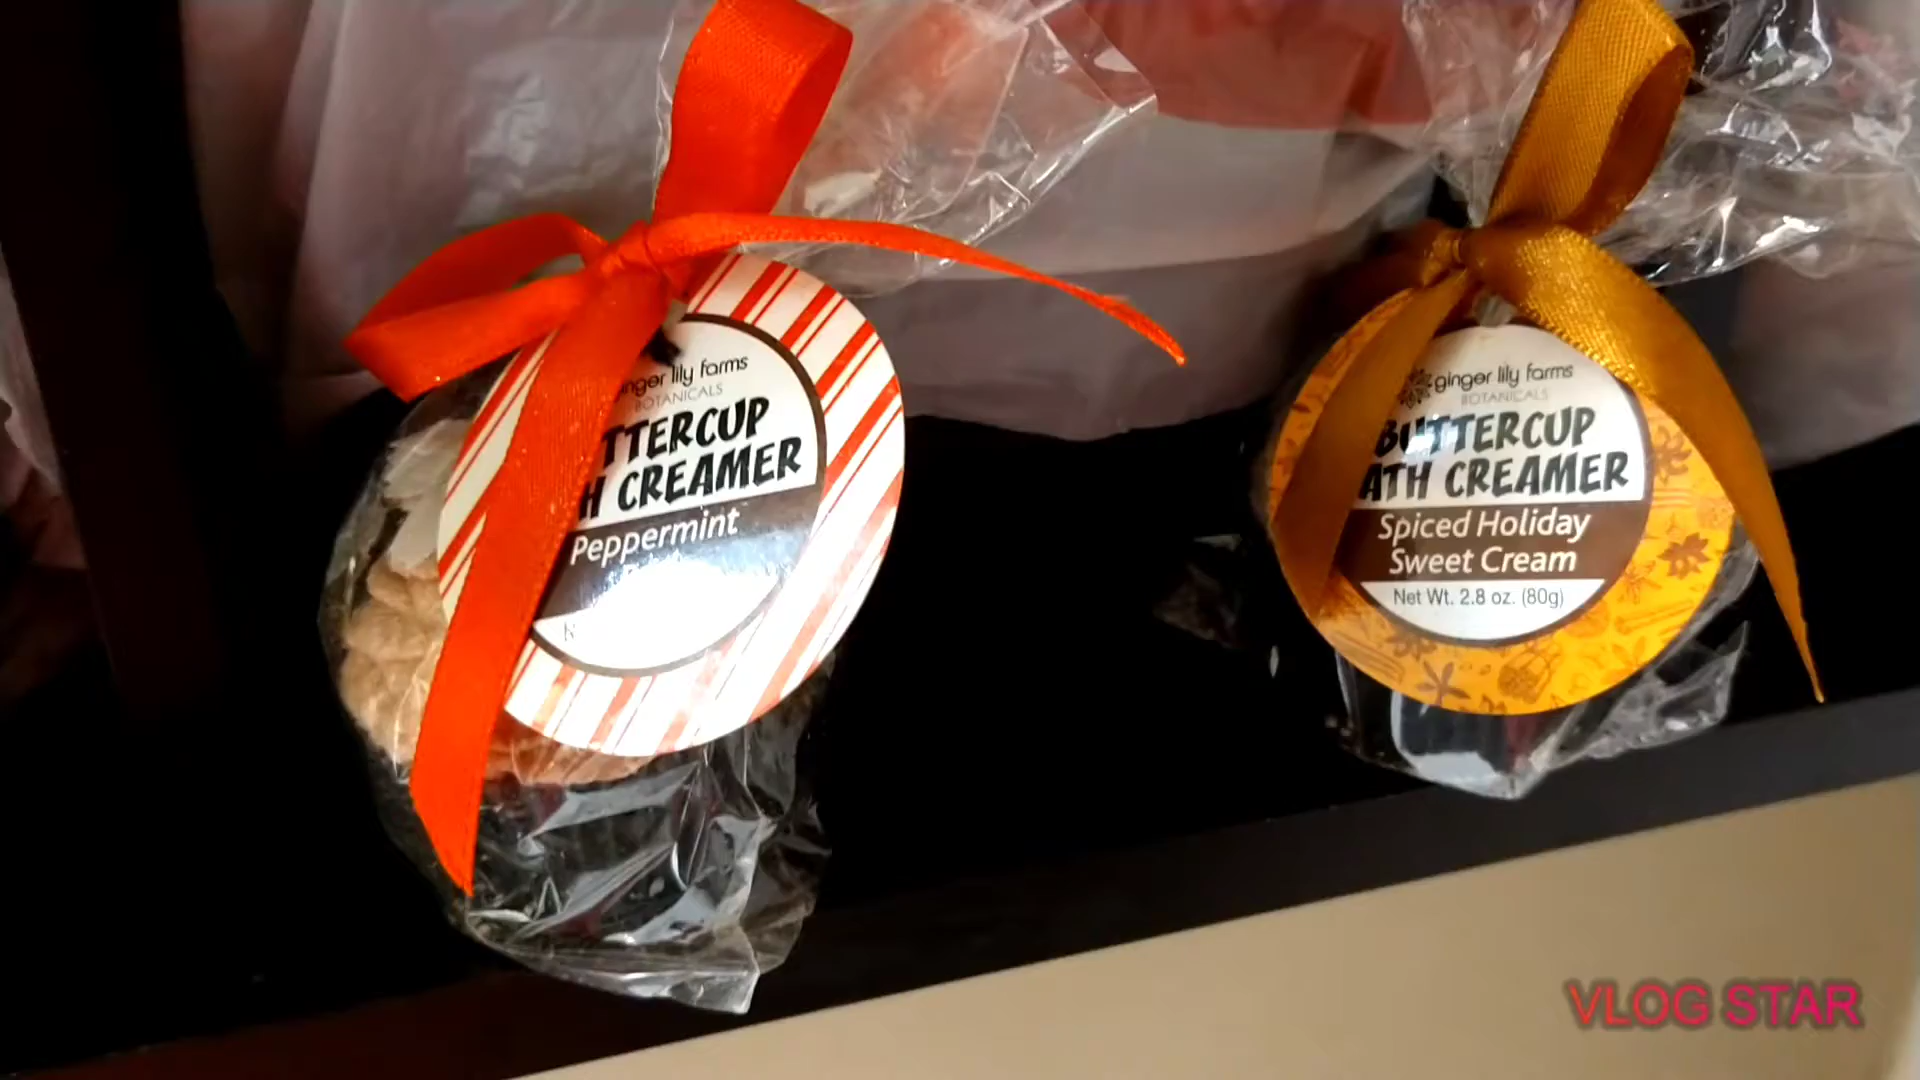 ginger lily farms
BOTANICALS
TTERCUP
H CREAMER
Peppermint
ginger lily farms
BOTANICALS
BUTTERCUP
ATH CREAMER
Spiced Holiday
Sweet Cream
Net Wt. 2.8 oz. (80g)
VLOG STAR